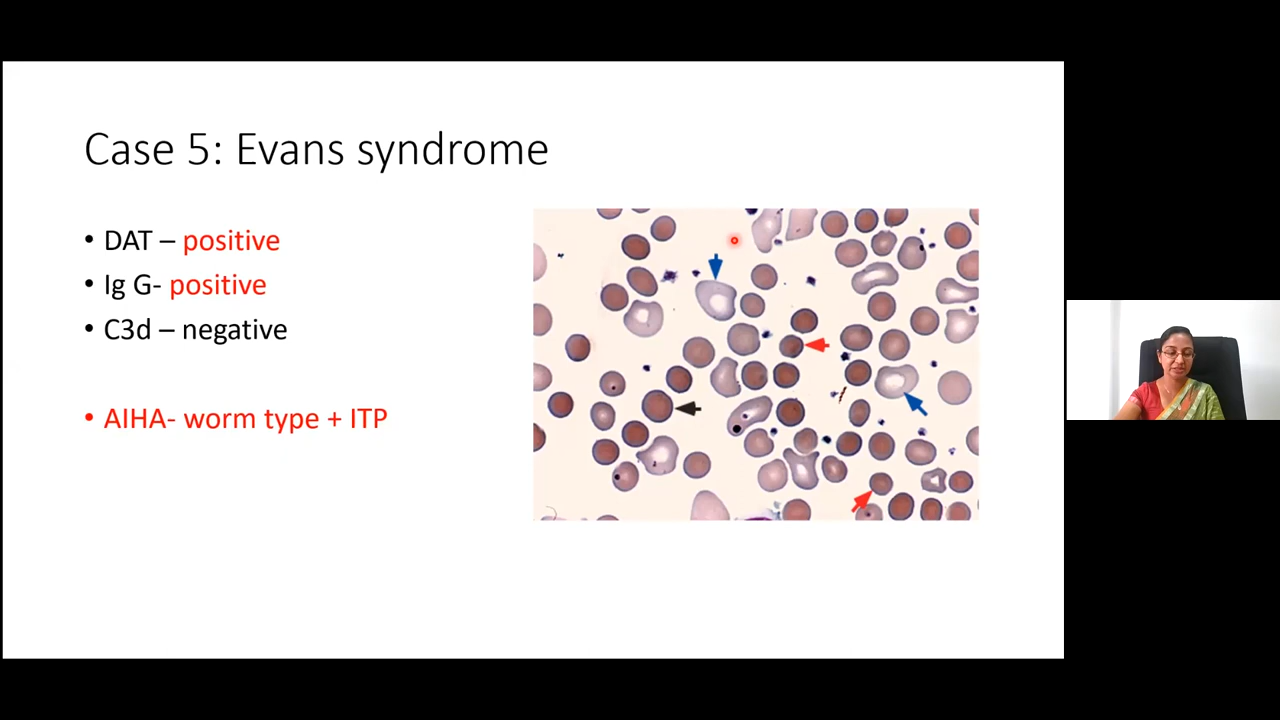 Case 5: Evans syndrome
• DAT – positive
• Ig G- positive
• C3d – negative
• AIHA- worm type + ITP